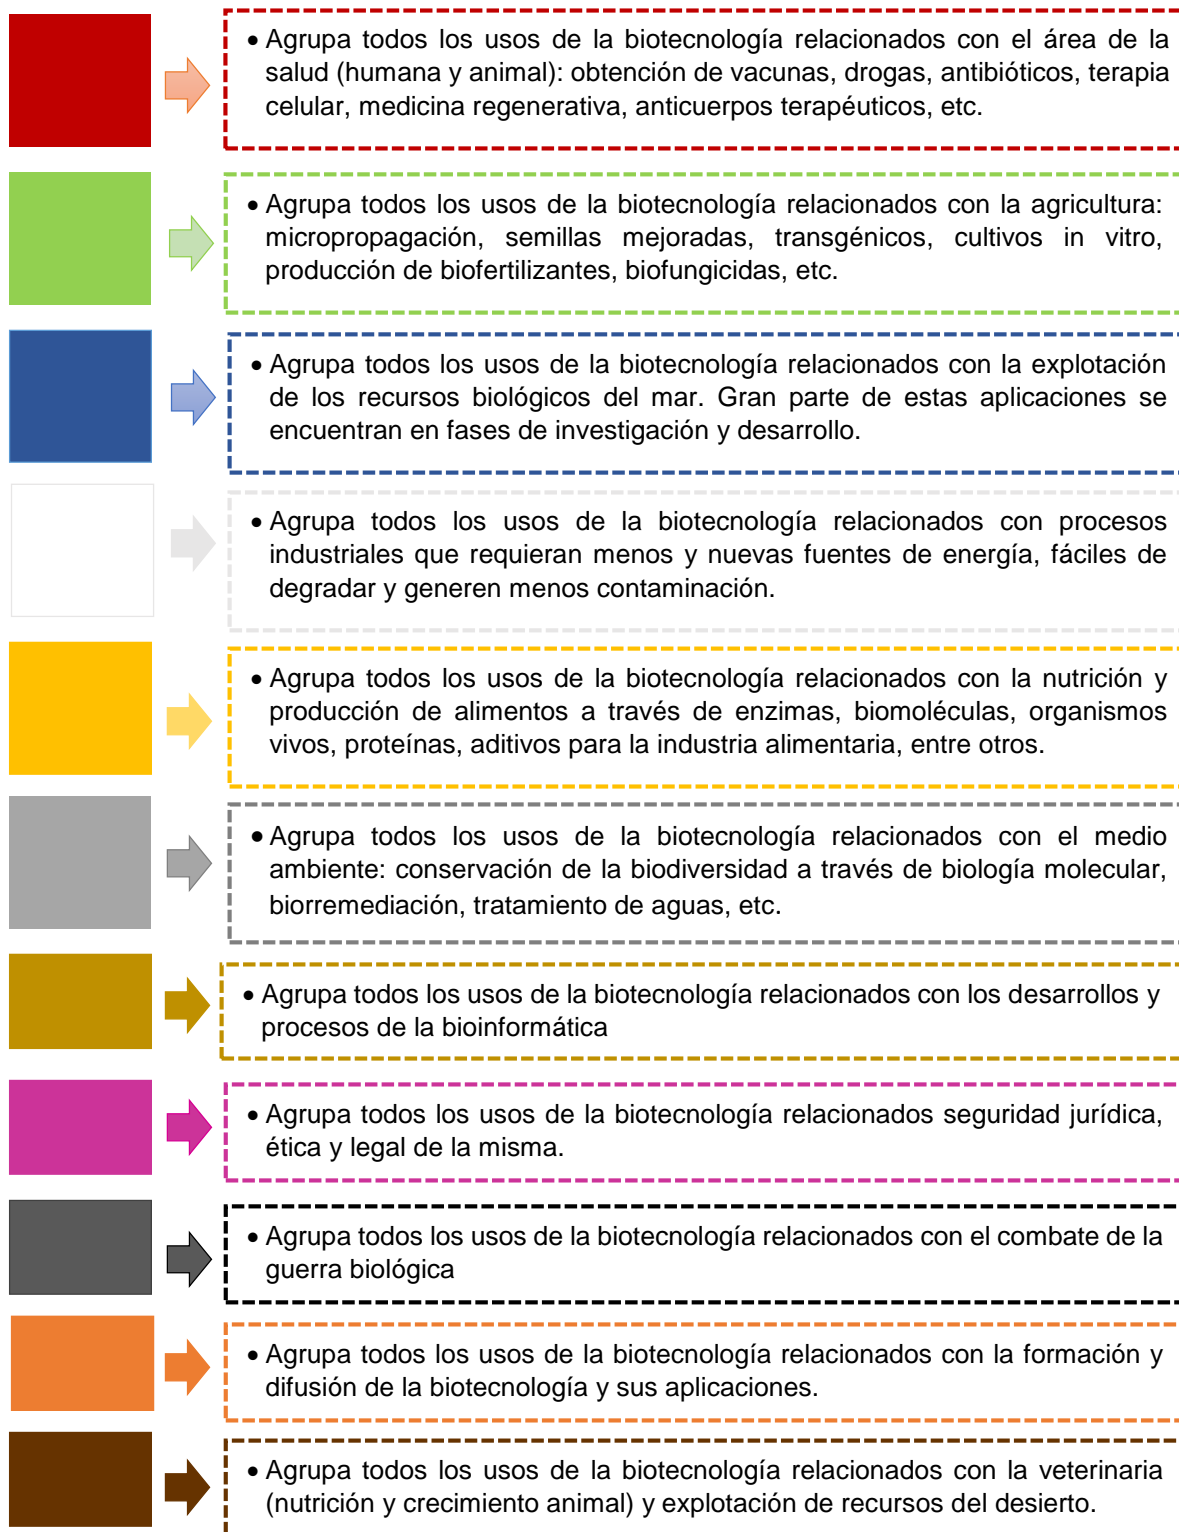 • Agrupa todos los usos de la biotecnología relacionados con el área de la
salud (humana y animal): obtención de vacunas, drogas, antibióticos, terapia
celular, medicina regenerativa, anticuerpos terapéuticos, etc.
• Agrupa todos los usos de la biotecnología relacionados con la agricultura:
micropropagación, semillas mejoradas, transgénicos, cultivos in vitro,
producción de biofertilizantes, biofungicidas, etc.
• Agrupa todos los usos de la biotecnología relacionados con la explotación
de los recursos biológicos del mar. Gran parte de estas aplicaciones se
encuentran en fases de investigación y desarrollo.
• Agrupa todos los usos de la biotecnología relacionados con procesos
industriales que requieran menos y nuevas fuentes de energía, fáciles de
degradar y generen menos contaminación.
• Agrupa todos los usos de la biotecnología relacionados con la nutrición y
producción de alimentos a través de enzimas, biomoléculas, organismos
vivos, proteínas, aditivos para la industria alimentaria, entre otros.
• Agrupa todos los usos de la biotecnología relacionados con el medio
ambiente: conservación de la biodiversidad a través de biología molecular,
biorremediación, tratamiento de aguas, etc.
• Agrupa todos los usos de la biotecnología relacionados con los desarrollos y
procesos de la bioinformática
• Agrupa todos los usos de la biotecnología relacionados seguridad jurídica,
ética y legal de la misma.
• Agrupa todos los usos de la biotecnología relacionados con el combate de la
guerra biológica
• Agrupa todos los usos de la biotecnología relacionados con la formación y
difusión de la biotecnología y sus aplicaciones.
• Agrupa todos los usos de la biotecnología relacionados con la veterinaria
(nutrición y crecimiento animal) y explotación de recursos del desierto.